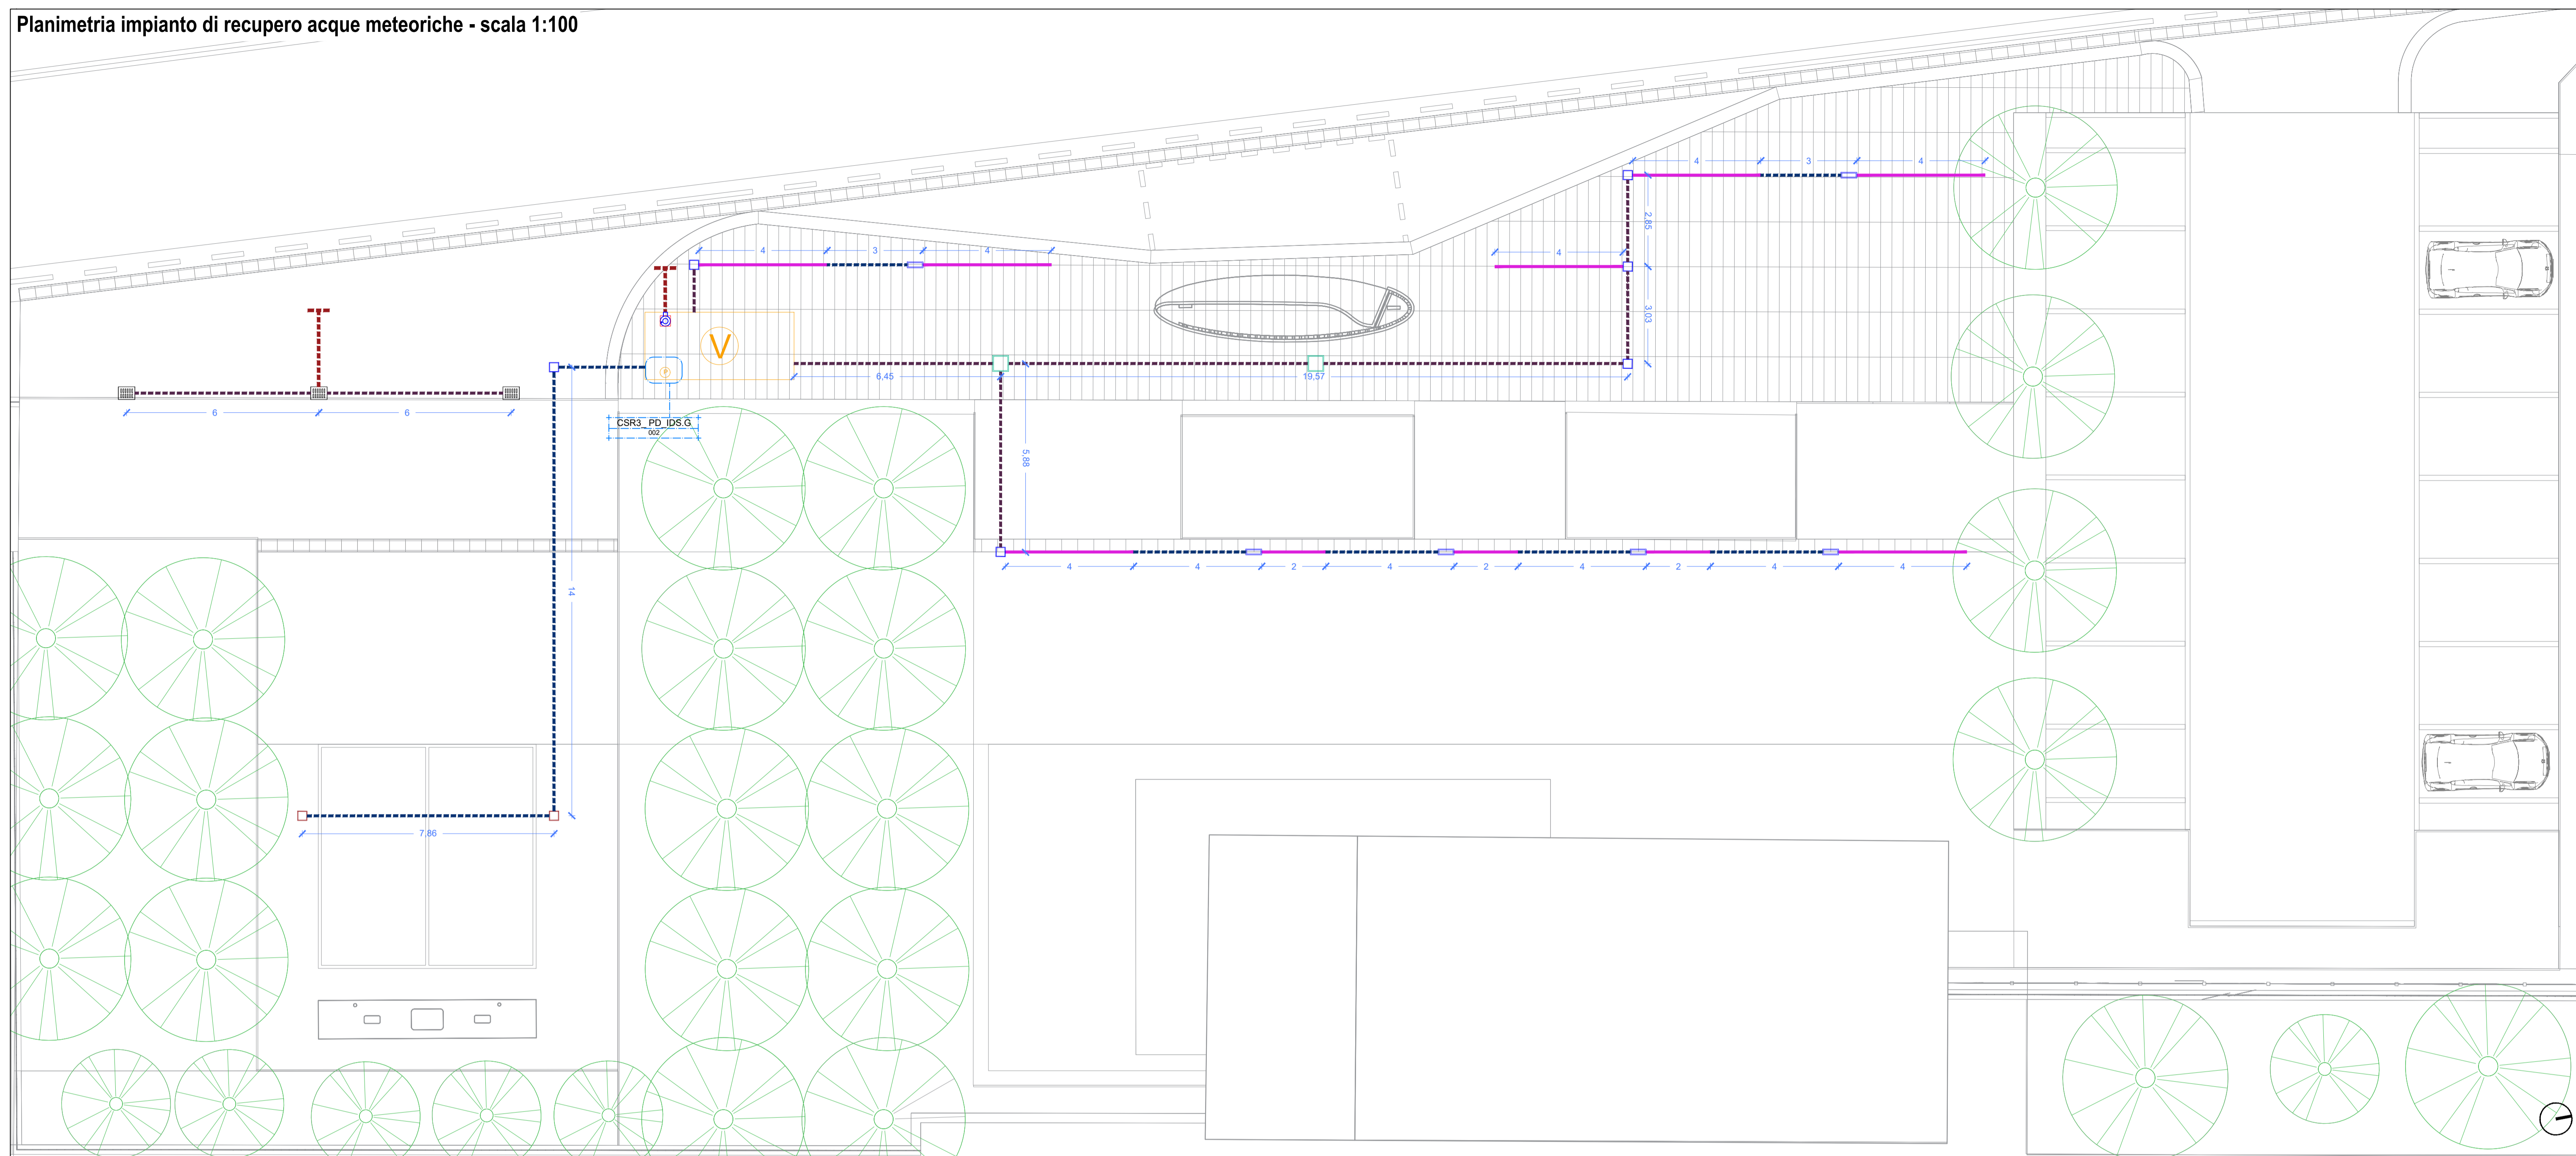 Planimetria impianto di recupero acque meteoriche - scala 1:100
4 3 4
2,85
4 3 4
4
3,03
V
P
6,45 19,57
6 6
CSR3_ PD_IDS.G
002
5,88
4 4 2 4 2 4 2 4 4
14
7,86